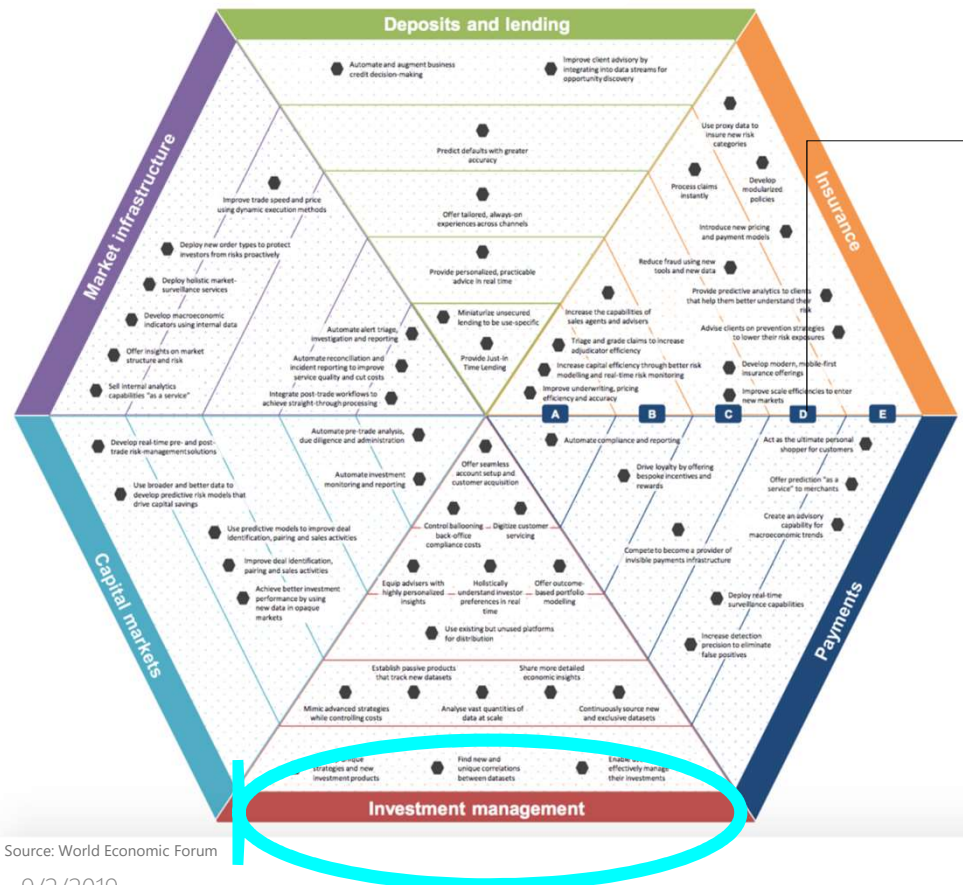 Deposits and lending
Automate and augment business
credit decision-making
Improve client advisory by
integrating into data streams for
opportunity discovery
Predict defaults with greater
accuracy
Offer tailored, always-on
experiences across channels
Provide personalized, practicable
advice in real time
Miniaturize unsecured
lending to be use-specific
Provide Just-in
Time Lending
Insurance
Use proxy data to
insure new risk
categories
Process claims
instantly
Develop
modularized
policies
Introduce new pricing
and payment models
Reduce fraud using new
tools and new data
Provide predictive analytics to clients
that help them better understand their
risk
Increase the capabilities of
sales agents and advisers
Advise clients on prevention strategies
to lower their risk exposures
Triage and grade claims to increase
adjudicator efficiency
Increase capital efficiency through better risk
modelling and real-time risk monitoring
Develop modern, mobile-first
insurance offerings
Improve underwriting, pricing
efficiency and accuracy
Improve scale efficiencies to enter
new markets
A
B
C
D
E
Market infrastructure
Improve trade speed and price
using dynamic execution methods
Deploy new order types to protect
investors from risks proactively
Deploy holistic market-
surveillance services
Develop macroeconomic
indicators using internal data
Automate alert triage,
investigation and reporting
Offer insights on market
structure and risk
Automate reconciliation and
incident reporting to improve
service quality and cut costs
Sell internal analytics
capabilities "as a service"
Integrate post-trade workflows to
achieve straight-through processing
Capital markets
Develop real-time pre- and post-
trade risk-management solutions
Automate pre-trade analysis,
due diligence and administration
Automate investment
monitoring and reporting
Use broader and better data to
develop predictive risk models that
drive capital savings
Use predictive models to improve deal
identification, pairing and sales activities
Improve deal identification,
pairing and sales activities
Achieve better investment
performance by using
new data in opaque
markets
Payments
Automate compliance and reporting
Act as the ultimate personal
shopper for customers
Drive loyalty by offering
bespoke incentives and
rewards
Offer prediction "as a
service" to merchants
Create an advisory
capability for
macroeconomic trends
Compete to become a provider of
invisible payments infrastructure
Deploy real-time
surveillance capabilities
Increase detection
precision to eliminate
false positives
Offer seamless
account setup and
customer acquisition
Control ballooning
back-office
compliance costs
Digitize customer
servicing
Equip advisers with
highly personalized
insights
Holistically
understand investor
preferences in real
time
Offer outcome-
based portfolio
modelling
Use existing but unused platforms
for distribution
Establish passive products
that track new datasets
Share more detailed
economic insights
Mimic advanced strategies
while controlling costs
Analyse vast quantities of
data at scale
Continuously source new
and exclusive datasets
strategies and new
investment products
Find new and
unique correlations
between datasets
Enable
effectively manage
their investments
Investment management
Source: World Economic Forum